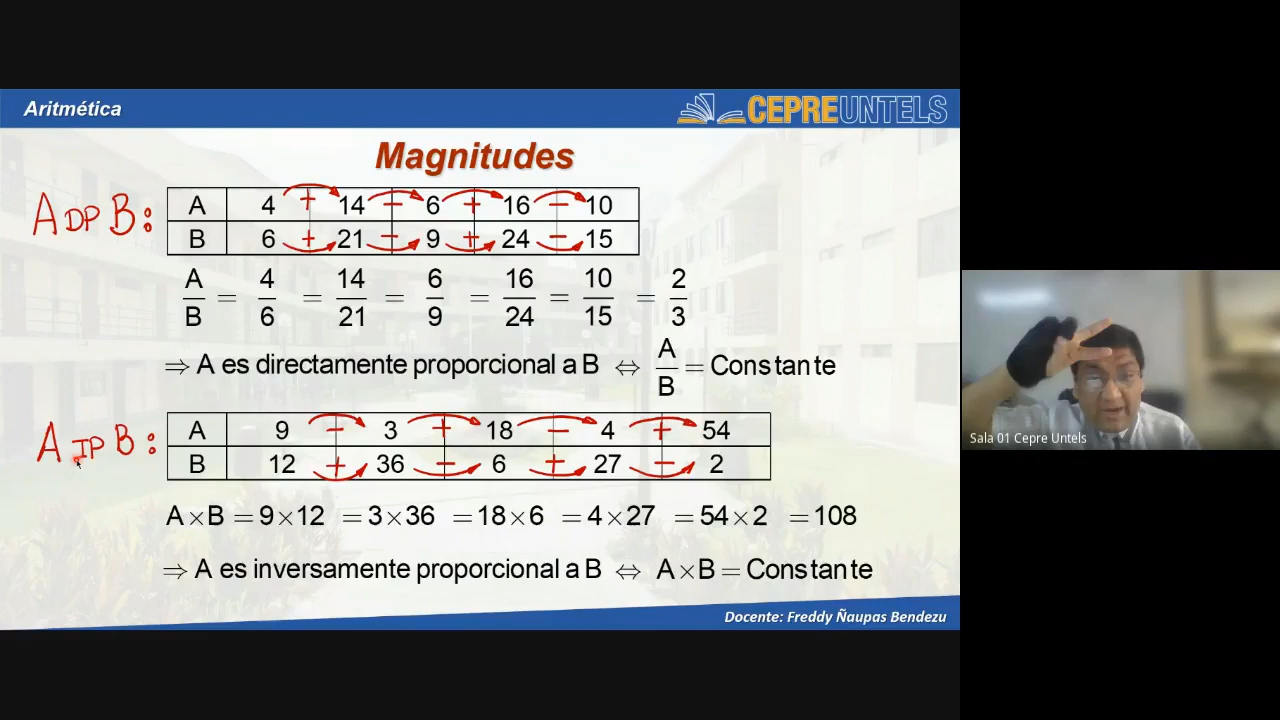 Aritmética
CEPREUNTELS
Magnitudes
A DP B:
A 4 + 14 − 6 + 16 − 10
B 6 + 21 − 9 + 24 − 15
A/B = 4/6 = 14/21 = 6/9 = 16/24 = 10/15 = 2/3
⇒ A es directamente proporcional a B ⇔ A/B = Constante
A IP B:
A 9 − 3 + 18 − 4 + 54
B 12 + 36 − 6 + 27 − 2
A×B = 9×12 = 3×36 = 18×6 = 4×27 = 54×2 = 108
⇒ A es inversamente proporcional a B ⇔ A×B = Constante
Docente: Freddy Ñaupas Bendezu
Sala 01 Cepre Untels